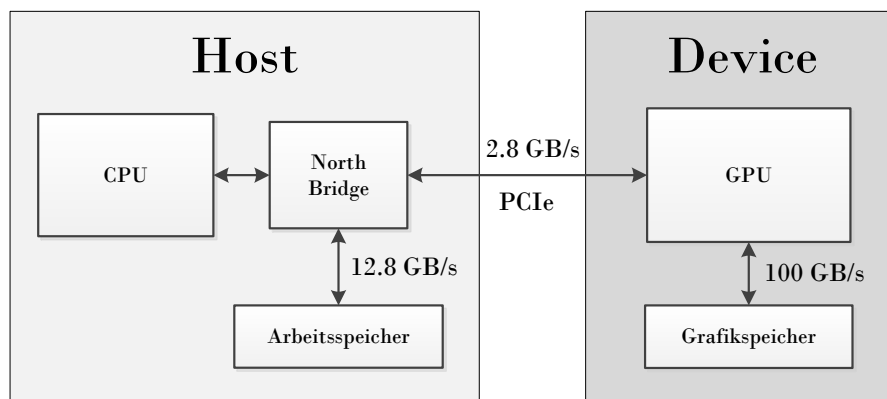 Host
Device
CPU
North
Bridge
2.8 GB/s
PCIe
GPU
12.8 GB/s
100 GB/s
Arbeitsspeicher
Grafikspeicher